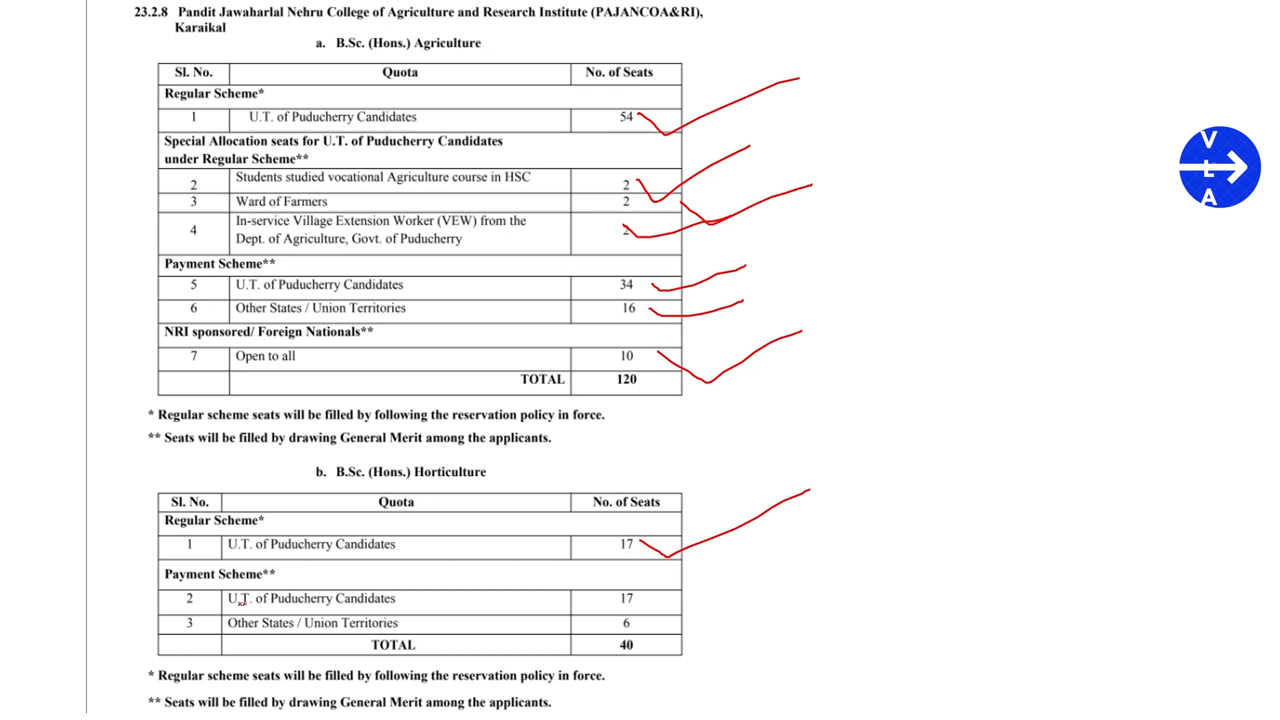 23.2.8 Pandit Jawaharlal Nehru College of Agriculture and Research Institute (PAJANCOA&RI),
Karaikal
a. B.Sc. (Hons.) Agriculture
Sl. No. Quota No. of Seats
Regular Scheme*
1 U.T. of Puducherry Candidates 54
Special Allocation seats for U.T. of Puducherry Candidates
under Regular Scheme**
2 Students studied vocational Agriculture course in HSC 2
3 Ward of Farmers 2
4 In-service Village Extension Worker (VEW) from the 2
Dept. of Agriculture, Govt. of Puducherry
Payment Scheme**
5 U.T. of Puducherry Candidates 34
6 Other States / Union Territories 16
NRI sponsored/ Foreign Nationals**
7 Open to all 10
TOTAL 120
* Regular scheme seats will be filled by following the reservation policy in force.
** Seats will be filled by drawing General Merit among the applicants.
b. B.Sc. (Hons.) Horticulture
Sl. No. Quota No. of Seats
Regular Scheme*
1 U.T. of Puducherry Candidates 17
Payment Scheme**
2 U.T. of Puducherry Candidates 17
3 Other States / Union Territories 6
TOTAL 40
* Regular scheme seats will be filled by following the reservation policy in force.
** Seats will be filled by drawing General Merit among the applicants.
V
L
A